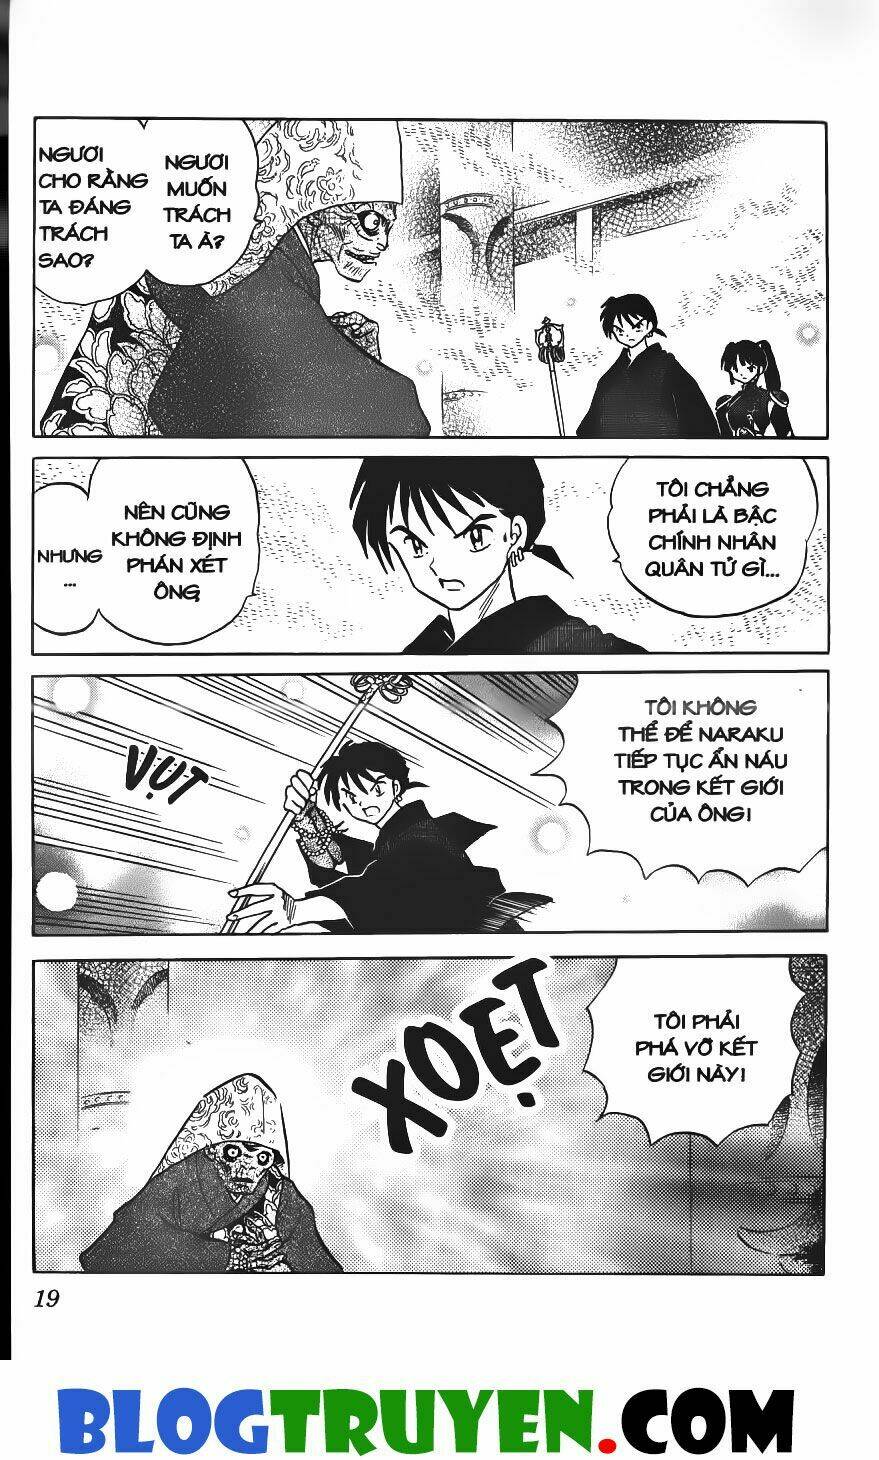 NGƯƠI
MUỐN
TRÁCH
TA À?
NGƯƠI
CHO RẰNG
TA ĐÁNG
TRÁCH
SAO?
TÔI CHẲNG
PHẢI LÀ BẬC
CHÍNH NHÂN
QUÂN TỬ GÌ...
NÊN CŨNG
KHÔNG ĐỊNH
PHÁN XÉT
ÔNG,
NHƯNG
...
TÔI KHÔNG
THỂ ĐỂ NARAKU
TIẾP TỤC ẨN NÁU
TRONG KẾT GIỚI
CỦA ÔNG!
VỤT
TÔI PHẢI
PHÁ VỠ KẾT
GIỚI NÀY!
XOẸT
19
BLOGTRUYEN.COM